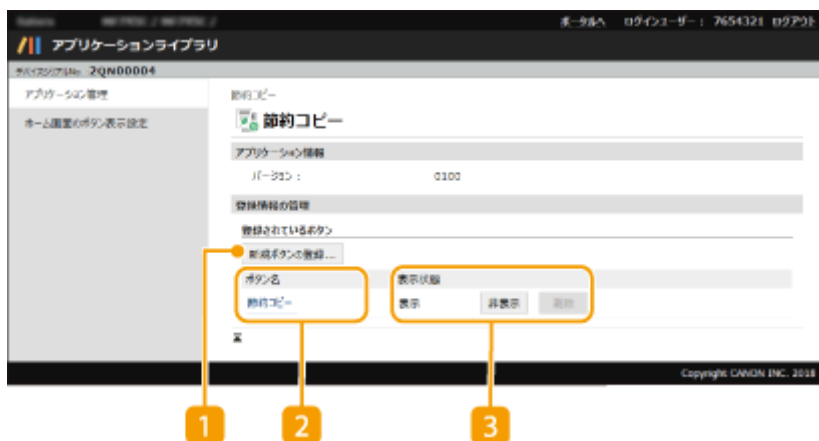 ポータルへ ログインユーザー: 7654321 ログアウト
アプリケーションライブラリ
デバイスシリアルNo. 2QN00004
アプリケーション管理
ホーム画面のボタン表示設定
節約コピー
節約コピー
アプリケーション情報
バージョン: 0100
登録情報の管理
登録されているボタン
新規ボタンの登録...
ボタン名 表示状態
節約コピー 表示 非表示 削除
Copyright CANON INC. 2018
1 2 3